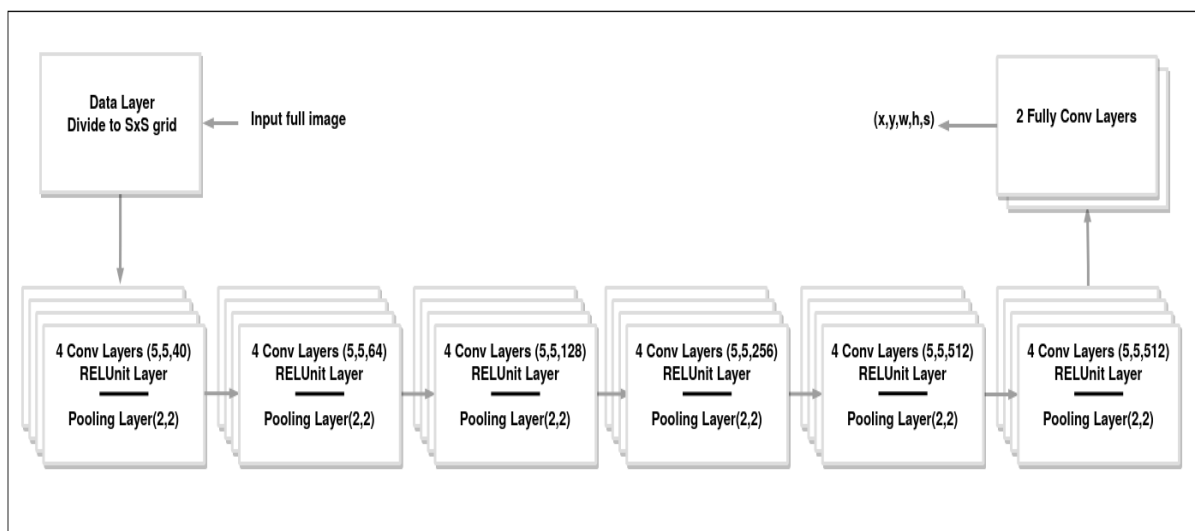 Data Layer
Divide to SxS grid
Input full image
(x,y,w,h,s)
2 Fully Conv Layers
4 Conv Layers (5,5,40)
RELUnit Layer
Pooling Layer(2,2)
4 Conv Layers (5,5,64)
RELUnit Layer
Pooling Layer(2,2)
4 Conv Layers (5,5,128)
RELUnit Layer
Pooling Layer(2,2)
4 Conv Layers (5,5,256)
RELUnit Layer
Pooling Layer(2,2)
4 Conv Layers (5,5,512)
RELUnit Layer
Pooling Layer(2,2)
4 Conv Layers (5,5,512)
RELUnit Layer
Pooling Layer(2,2)